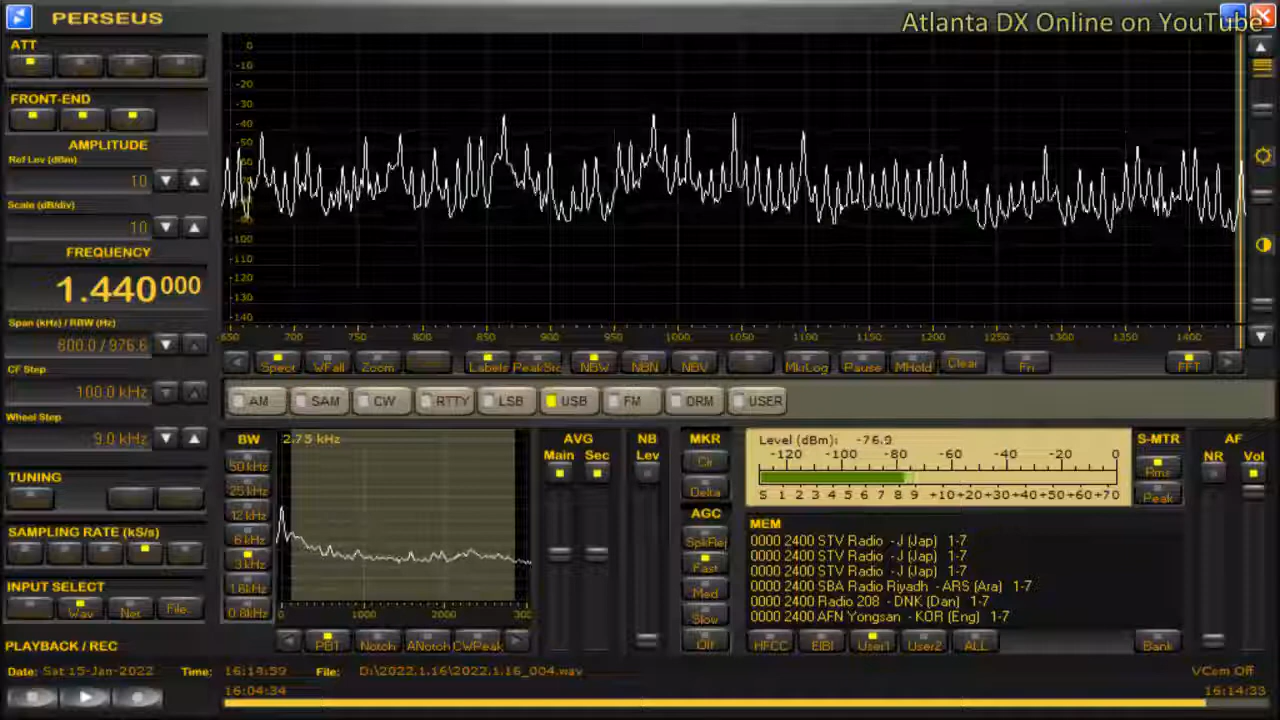 PERSEUS
Atlanta DX Online on YouTube
ATT
FRONT-END
AMPLITUDE
Ref Lev (dBm)
10
Scale (dB/div)
10
FREQUENCY
1.440 000
Span (kHz) / RBW (Hz)
800.0 / 976.6
CF Step
100.0 kHz
Wheel Step
9.0 kHz
TUNING
SAMPLING RATE (kS/s)
INPUT SELECT
Wav Net File
PLAYBACK / REC
0
-10
-20
-30
-40
-50
-60
-70
-90
-100
-110
-120
-130
-140
650 700 750 800 850 900 950 1000 1050 1100 1150 1200 1250 1300 1350 1400
Spect WFall Zoom Labels PeakSrc NBW NBN NBV MkrLog Pause MHold Clear Fn FFT
AM SAM CW RTTY LSB USB FM DRM USER
BW
50 kHz
25 kHz
12 kHz
6 kHz
3 kHz
1.6 kHz
0.8kHz
2.73 kHz
0 1000 2000
PBT Notch ANotch CWPeak
AVG
Main Sec
NB
Lev
MKR
Clr
Delta
AGC
Fast
Med
Slow
Off
Level (dBm): -76.9
-120 -100 -80 -60 -40 -20 0
S 1 2 3 4 5 6 7 8 9 +10+20+30+40+50+60+70
S-MTR
Rms
Peak
AF
NR Vol
MEM
0000 2400 STV Radio - J (Jap) 1-7
0000 2400 STV Radio - J (Jap) 1-7
0000 2400 STV Radio - J (Jap) 1-7
0000 2400 SBA Radio Riyadh - ARS (Ara) 1-7
0000 2400 Radio 208 - DNK (Dan) 1-7
0000 2400 AFN Yongsan - KOR (Eng) 1-7
HFCC EIBI User1 User2 ALL Bank
Date: Sat 15-Jan-2022 Time: 16:14:59 File: D:\2022.1.16\2022.1.16_004.wav VCom Off
16:04:34 16:14:33